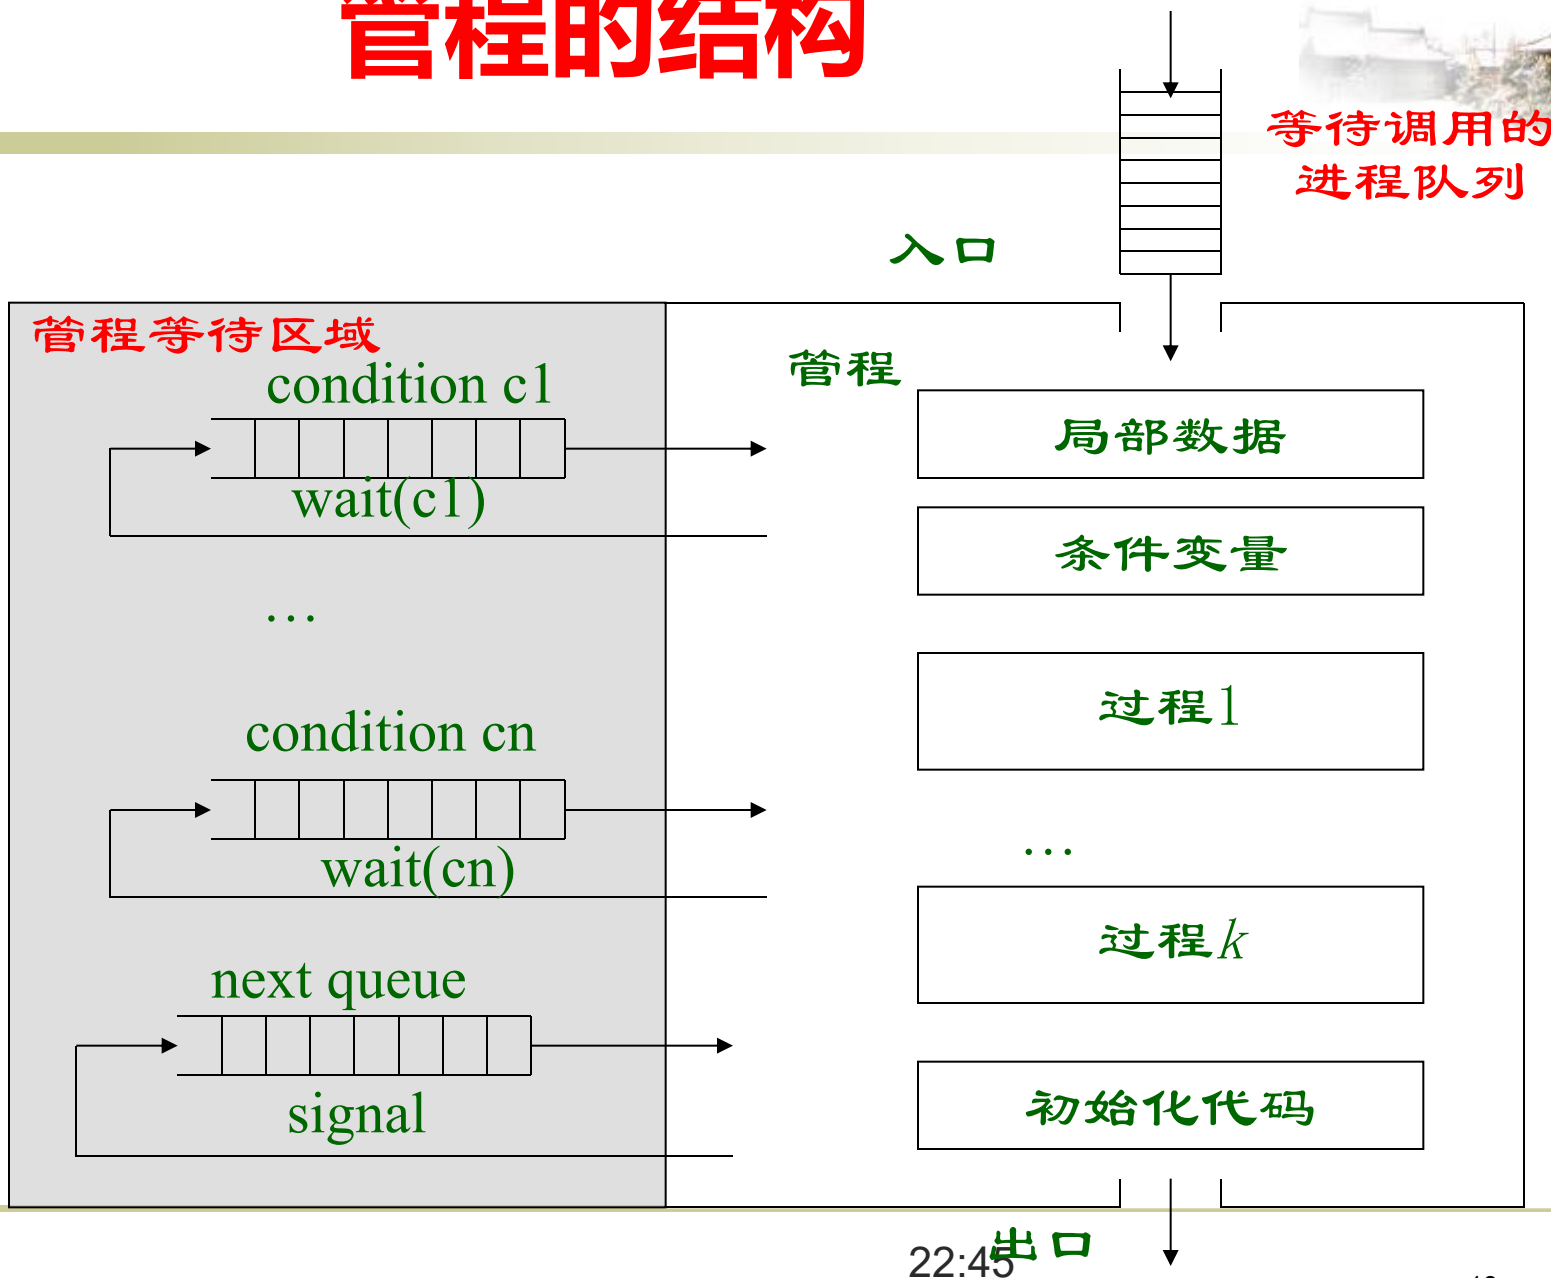 管程的结构
等待调用的
进程队列
入口
管程等待区域
condition c1
wait(c1)
…
condition cn
wait(cn)
next queue
signal
管程
局部数据
条件变量
过程1
…
过程k
初始化代码
出口
22:45